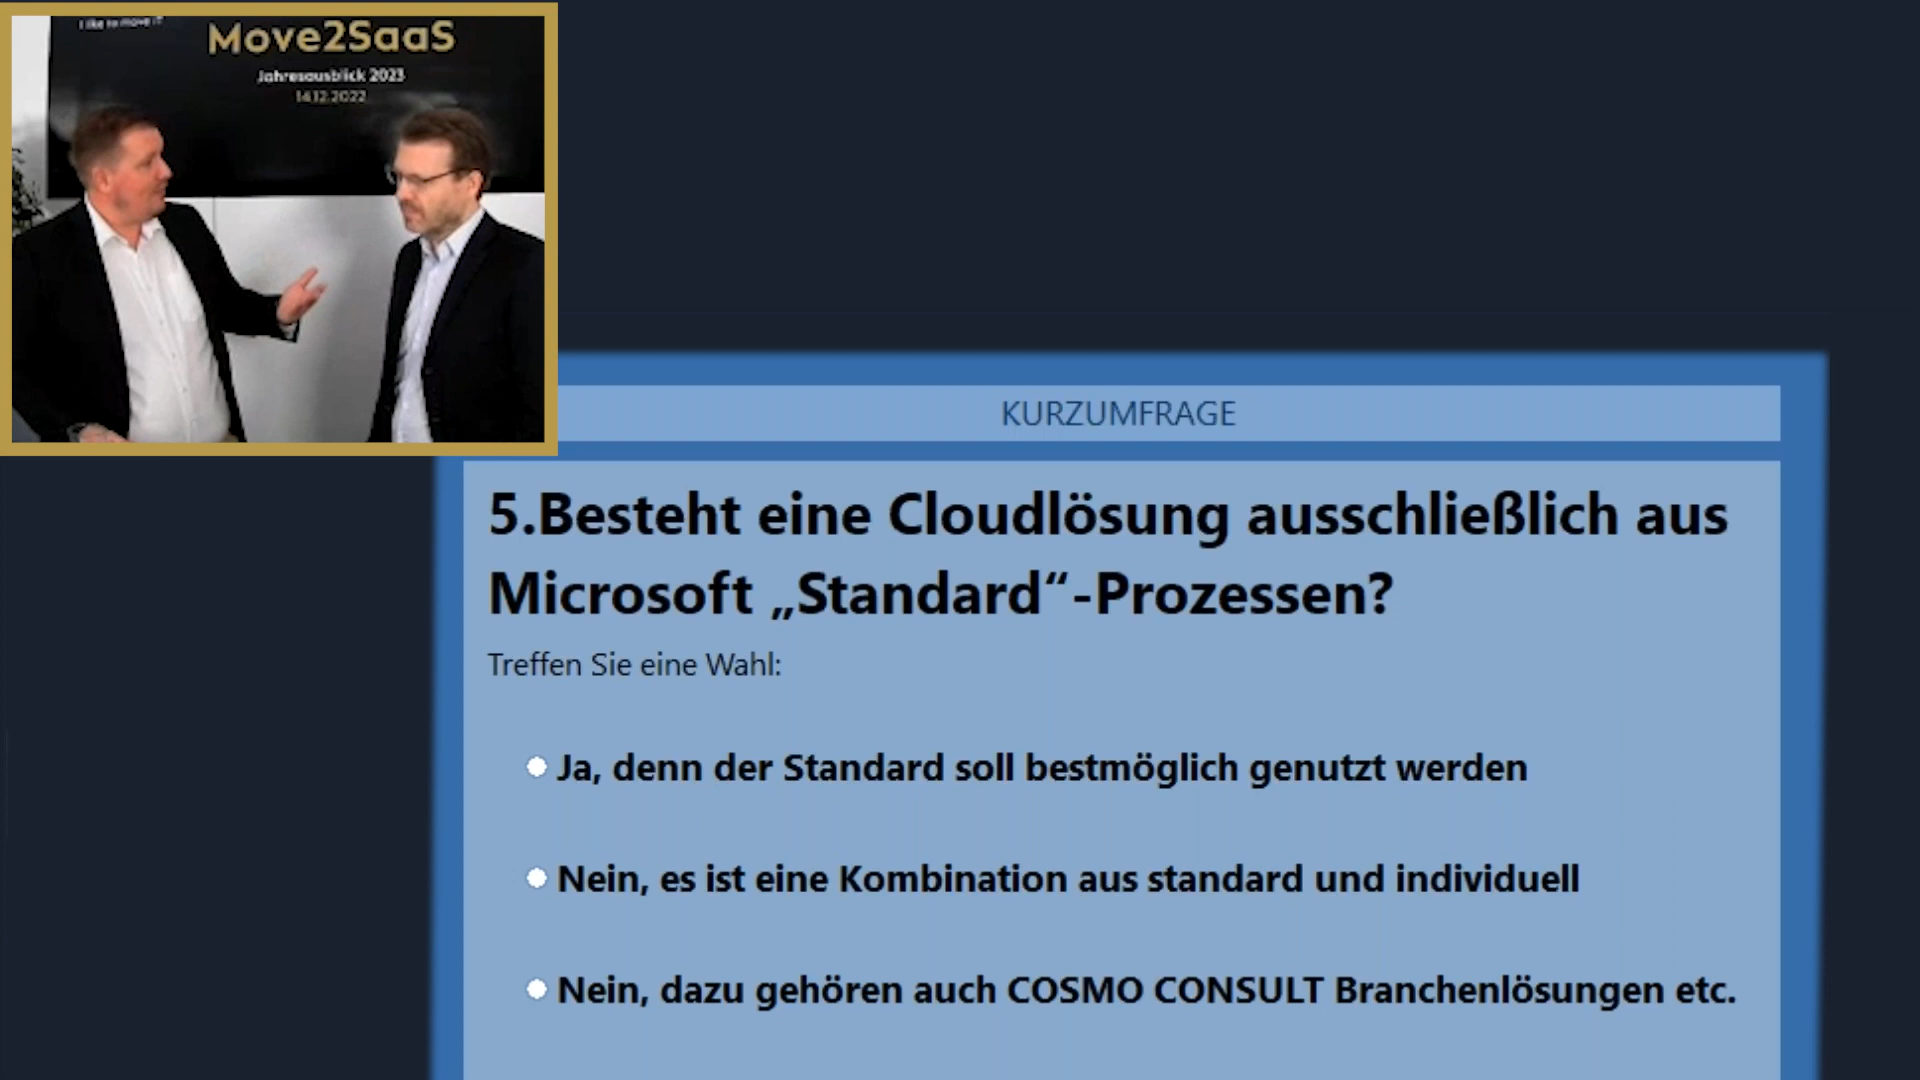 I like to move IT
Move2SaaS
Jahresausblick 2023
14.12.2022
KURZUMFRAGE
5.Besteht eine Cloudlösung ausschließlich aus
Microsoft „Standard“-Prozessen?
Treffen Sie eine Wahl:
Ja, denn der Standard soll bestmöglich genutzt werden
Nein, es ist eine Kombination aus standard und individuell
Nein, dazu gehören auch COSMO CONSULT Branchenlösungen etc.